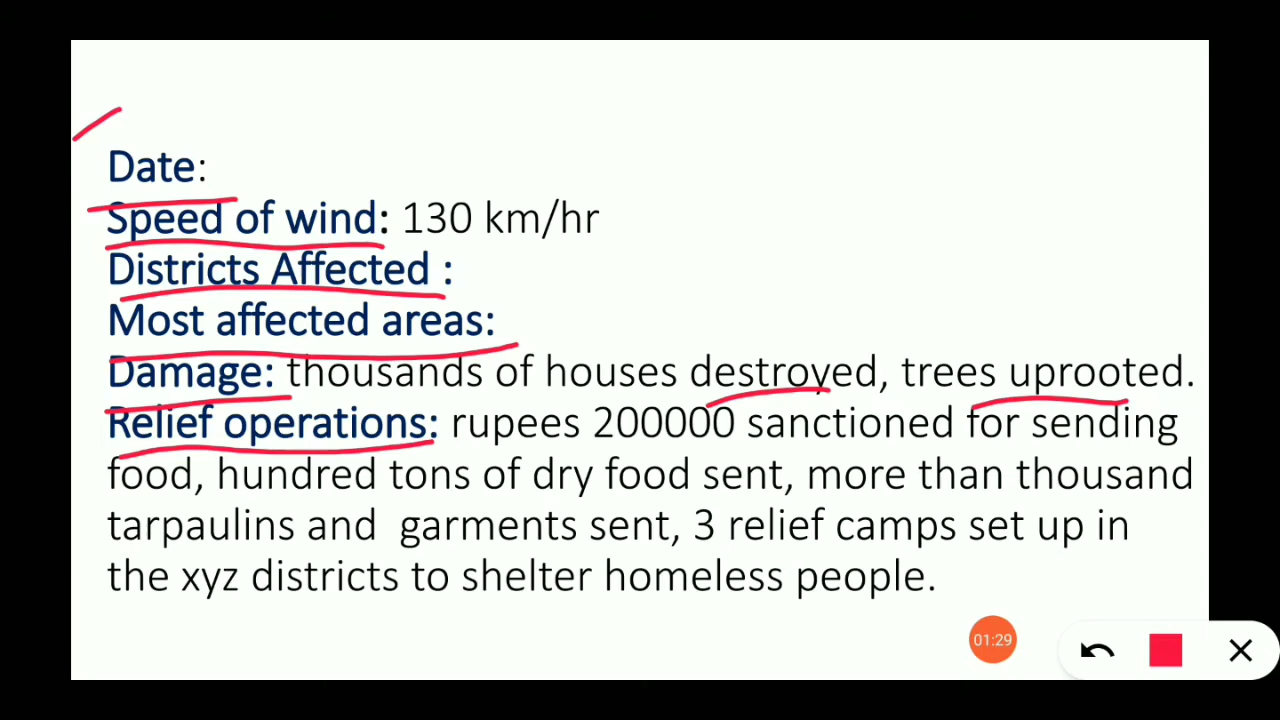 Date:
Speed of wind: 130 km/hr
Districts Affected :
Most affected areas:
Damage: thousands of houses destroyed, trees uprooted.
Relief operations: rupees 200000 sanctioned for sending
food, hundred tons of dry food sent, more than thousand
tarpaulins and  garments sent, 3 relief camps set up in
the xyz districts to shelter homeless people.
01:29